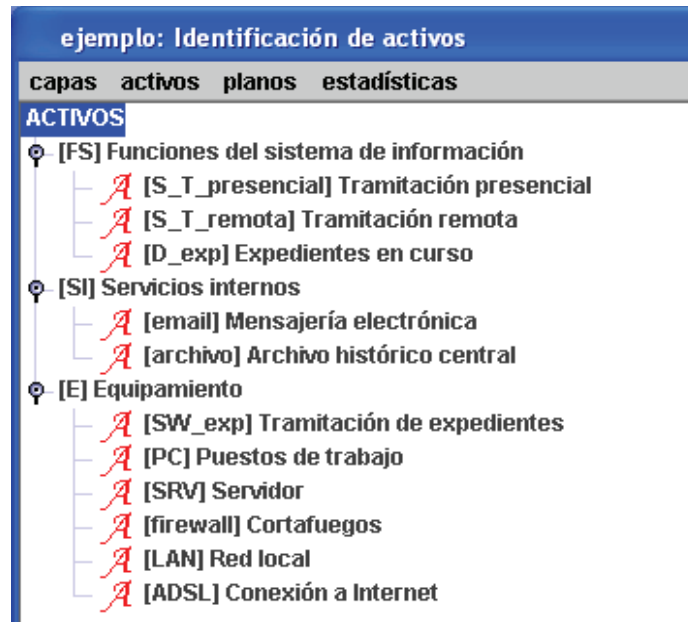 ejemplo: Identificación de activos
capas activos planos estadísticas
ACTIVOS
[FS] Funciones del sistema de información
[S_T_presencial] Tramitación presencial
[S_T_remota] Tramitación remota
[D_exp] Expedientes en curso
[SI] Servicios internos
[email] Mensajería electrónica
[archivo] Archivo histórico central
[E] Equipamiento
[SW_exp] Tramitación de expedientes
[PC] Puestos de trabajo
[SRV] Servidor
[firewall] Cortafuegos
[LAN] Red local
[ADSL] Conexión a Internet